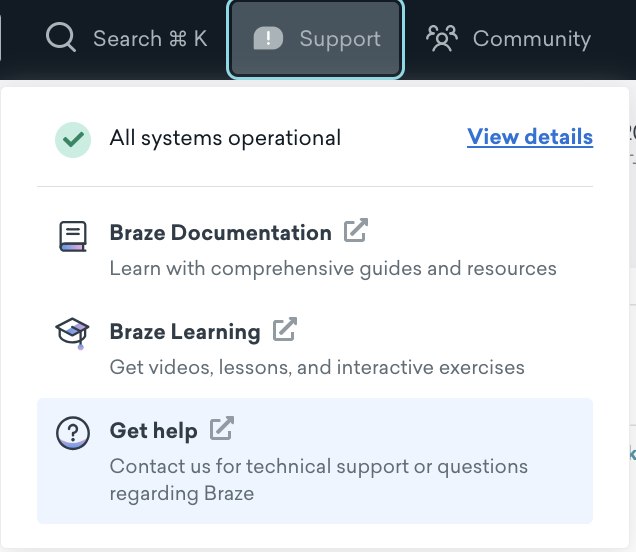 Search ⌘ K
Support
Community
All systems operational
View details
Braze Documentation
Learn with comprehensive guides and resources
Braze Learning
Get videos, lessons, and interactive exercises
Get help
Contact us for technical support or questions
regarding Braze